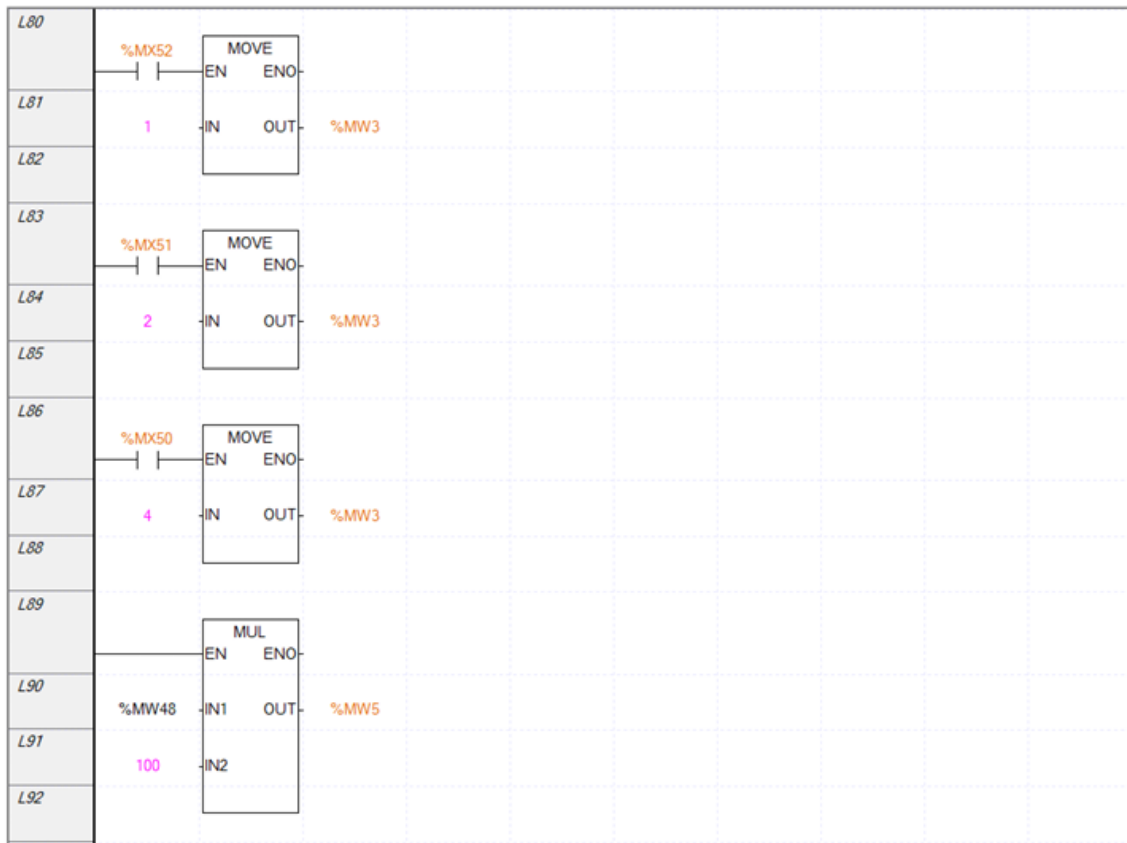 L80
%MX52 MOVE
EN ENO
L81
1 IN OUT %MW3
L82
L83
%MX51 MOVE
EN ENO
L84
2 IN OUT %MW3
L85
L86
%MX50 MOVE
EN ENO
L87
4 IN OUT %MW3
L88
L89
MUL
EN ENO
L90
%MW48 IN1 OUT %MW5
L91
100 IN2
L92